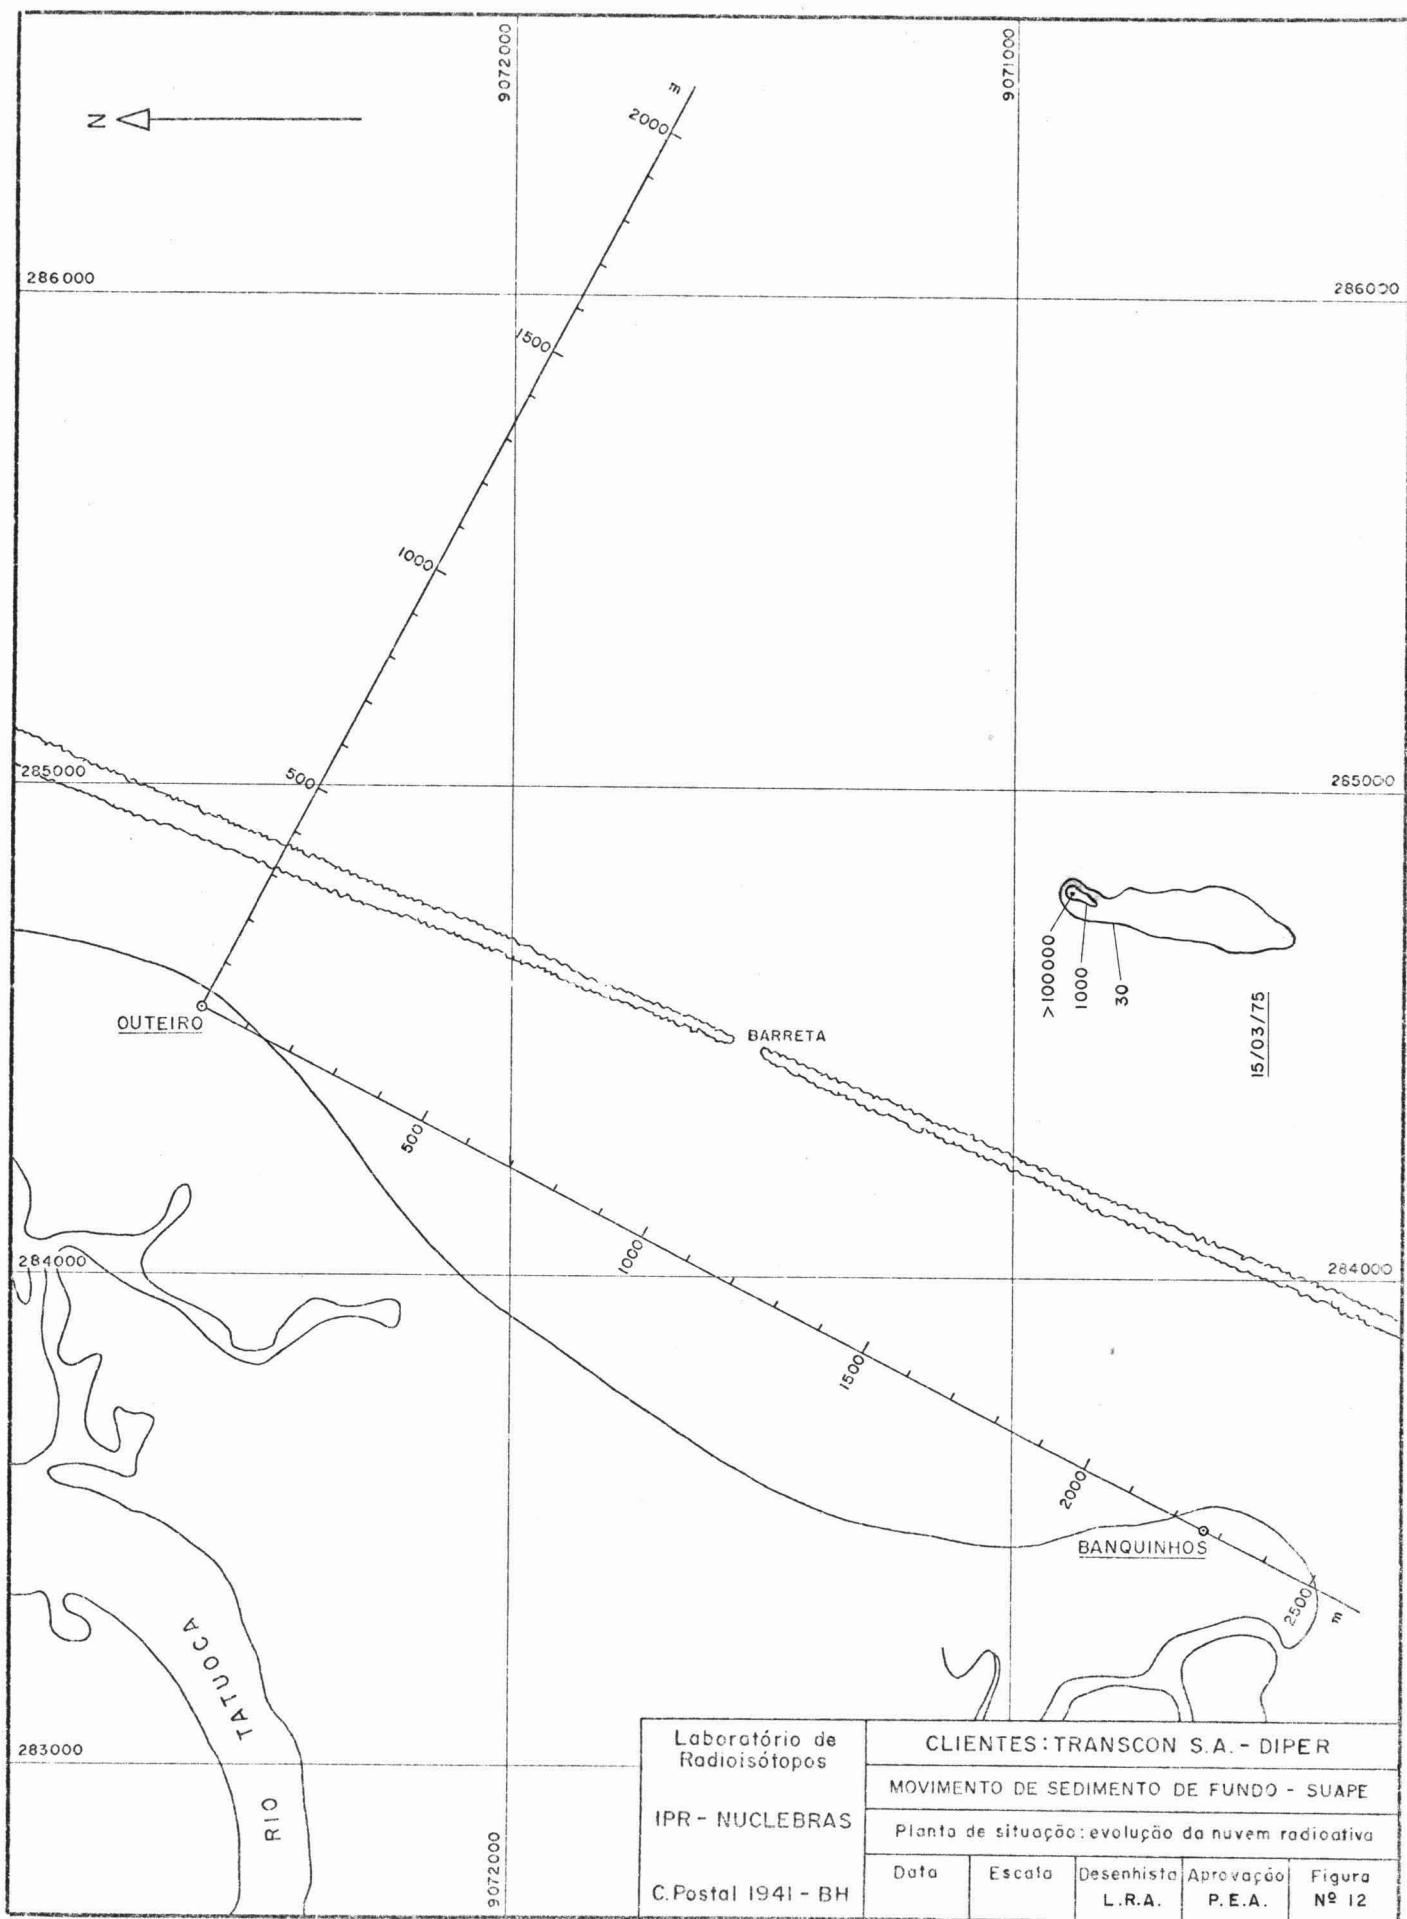 9072000
9071000
N
m
2000
286000
286000
1500
1000
285000
500
285000
>100000
1000
30
15/03/75
OUTEIRO
BARRETA
500
284000
1000
284000
1500
2000
BANQUINHOS
2500
m
RIO TATUOCA
283000
9072000
Laboratório de
Radioisótopos
IPR - NUCLEBRAS
C.Postal 1941 - BH
CLIENTES: TRANSCON S.A. - DIPER
MOVIMENTO DE SEDIMENTO DE FUNDO - SUAPE
Planta de situação: evolução da nuvem radioativa
Data
Escala
Desenhista
L.R.A.
Aprovação
P.E.A.
Figura
Nº 12